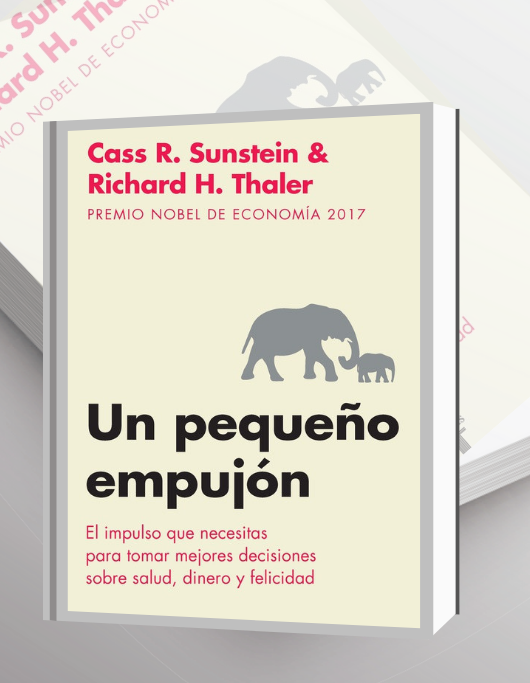 Cass R. Sunstein &
Richard H. Thaler
PREMIO NOBEL DE ECONOMÍA 2017
Un pequeño
empujón
El impulso que necesitas
para tomar mejores decisiones
sobre salud, dinero y felicidad